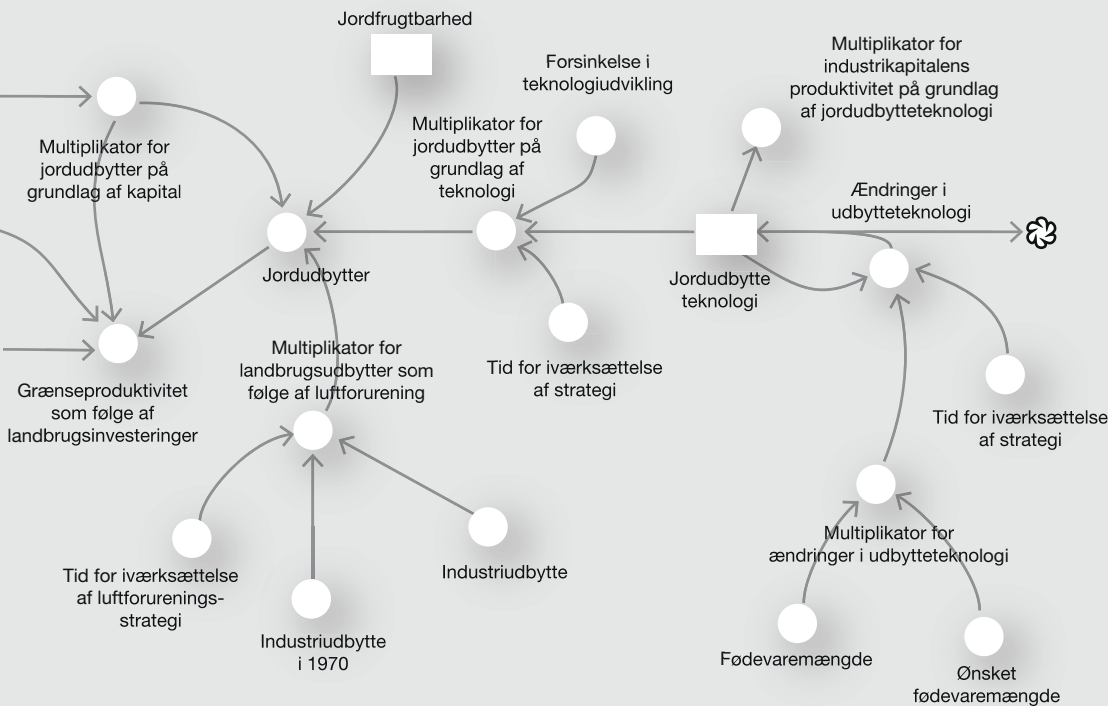 Jordfrugtbarhed
Multiplikator for
industrikapitalens
produktivitet på grundlag
af jordudbytteteknologi
Forsinkelse i
teknologiudvikling
Multiplikator for
jordudbytter på
grundlag af
teknologi
Multiplikator for
jordudbytter på
grundlag af kapital
Ændringer i
udbytteteknologi
Jordudbytter
Jordudbytte
teknologi
Multiplikator for
landbrugsudbytter som
følge af luftforurening
Tid for iværksættelse
af strategi
Grænseproduktivitet
som følge af
landbrugsinvesteringer
Tid for iværksættelse
af strategi
Multiplikator for
ændringer i udbytteteknologi
Industriudbytte
Tid for iværksættelse
af luftforurenings-
strategi
Industriudbytte
i 1970
Fødevaremængde
Ønsket
fødevaremængde